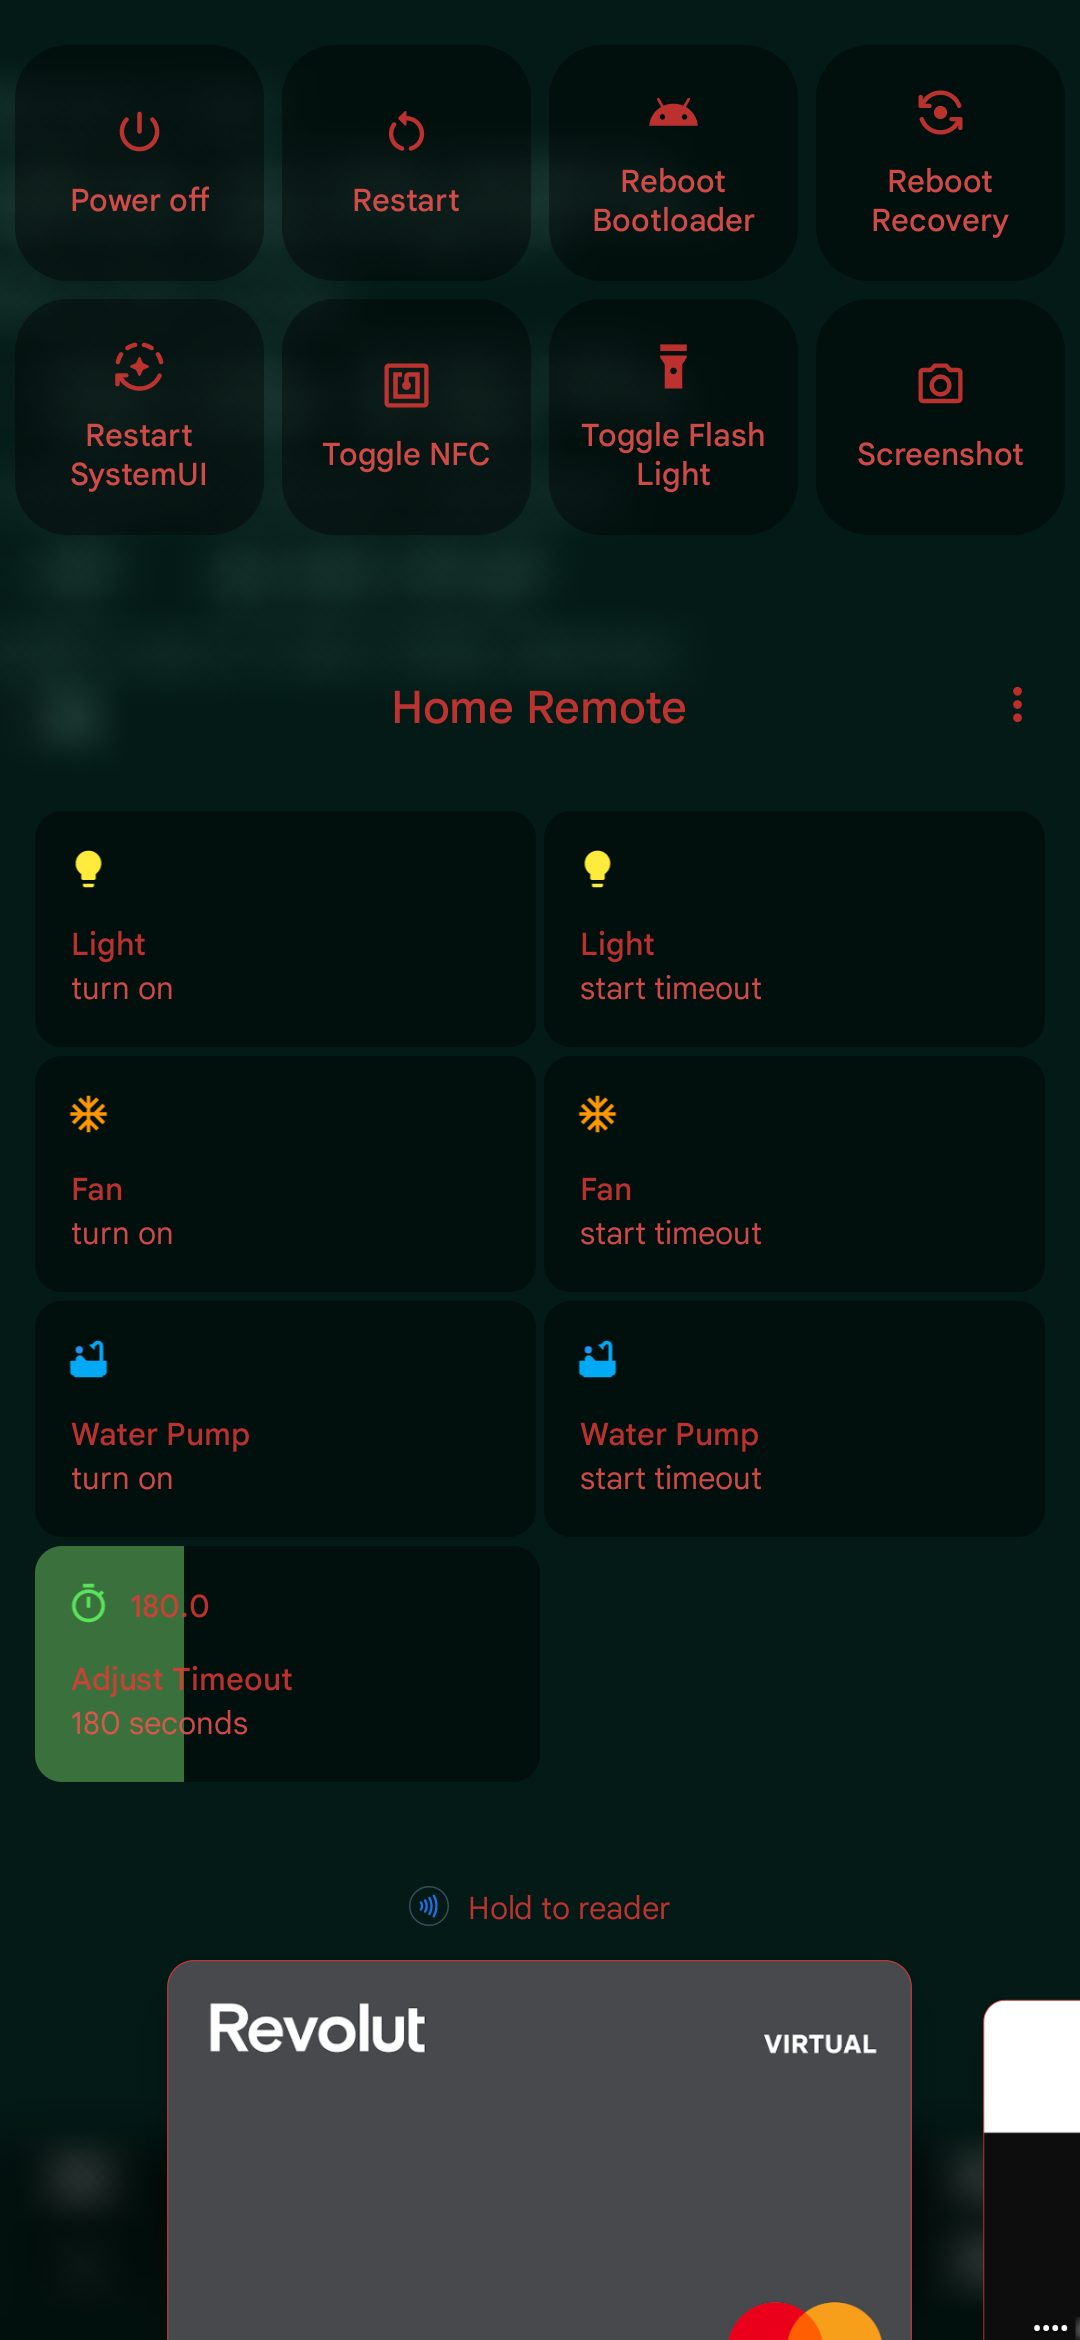 Power off
Restart
Reboot
Bootloader
Reboot
Recovery
Restart
SystemUI
Toggle NFC
Toggle Flash
Light
Screenshot
Home Remote
Light
turn on
Light
start timeout
Fan
turn on
Fan
start timeout
Water Pump
turn on
Water Pump
start timeout
180.0
Adjust Timeout
180 seconds
Hold to reader
Revolut
VIRTUAL
••••